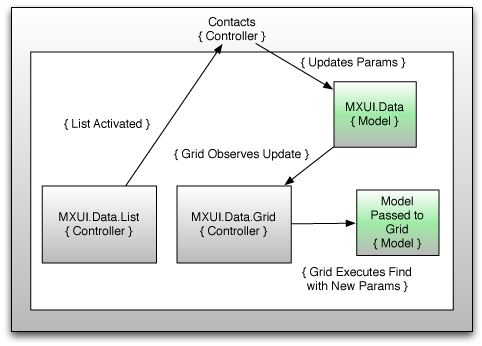 Contacts
{ Controller }
{ Updates Params }
MXUI.Data
{ Model }
{ List Activated }
{ Grid Observes Update }
MXUI.Data.List
{ Controller }
MXUI.Data.Grid
{ Controller }
Model
Passed to
Grid
{ Model }
{ Grid Executes Find
with New Params }